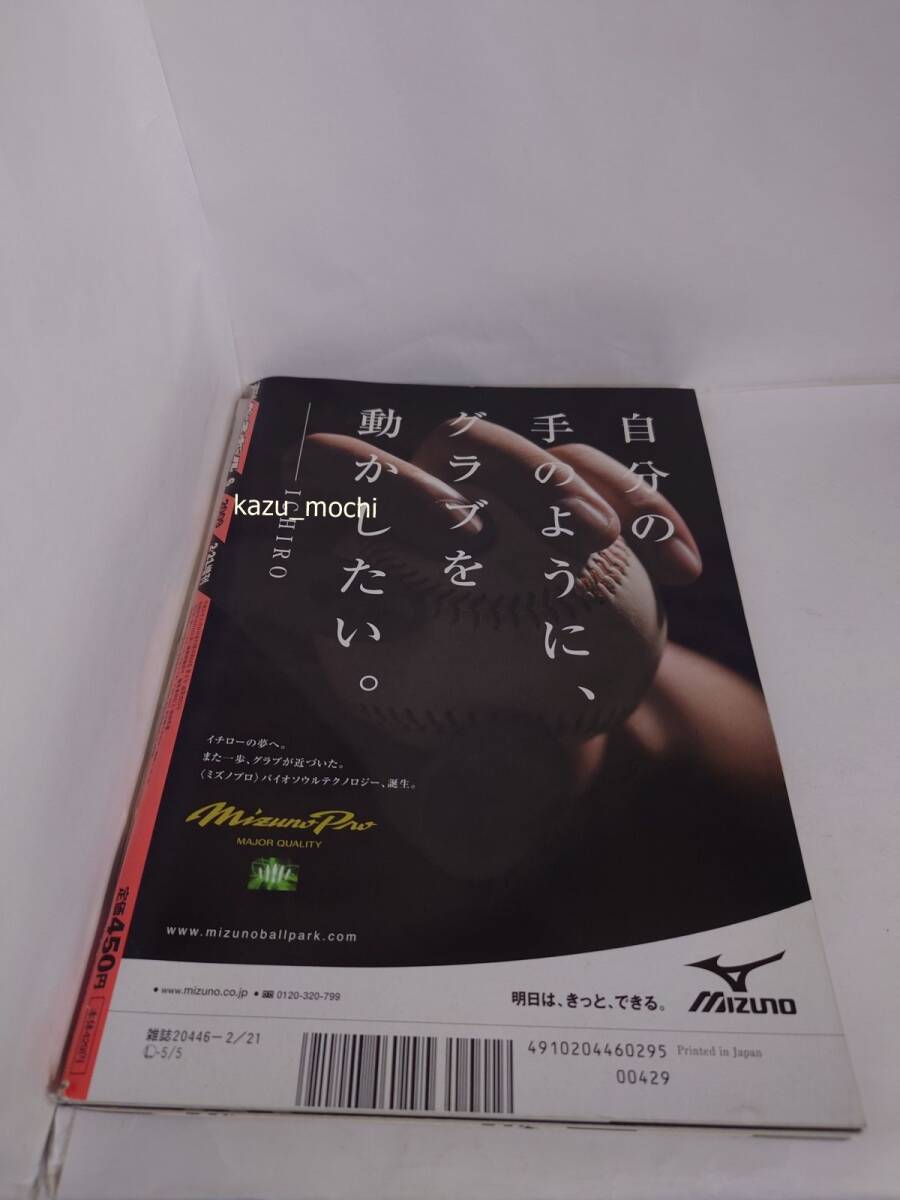 自分の
手のように、
グラブを
動かしたい。
ICHIRO
kazu_mochi
イチローの夢へ。
また一歩、グラブが近づいた。
〈ミズノプロ〉バイオソウルテクノロジー、誕生。
Mizuno Pro
MAJOR QUALITY
www.mizunoballpark.com
• www.mizuno.co.jp • 0120-320-799
明日は、きっと、できる。
MIZUNO
雑誌20446-2/21
Ⓛ-5/5
4910204460295
00429
Printed in Japan
定価450円